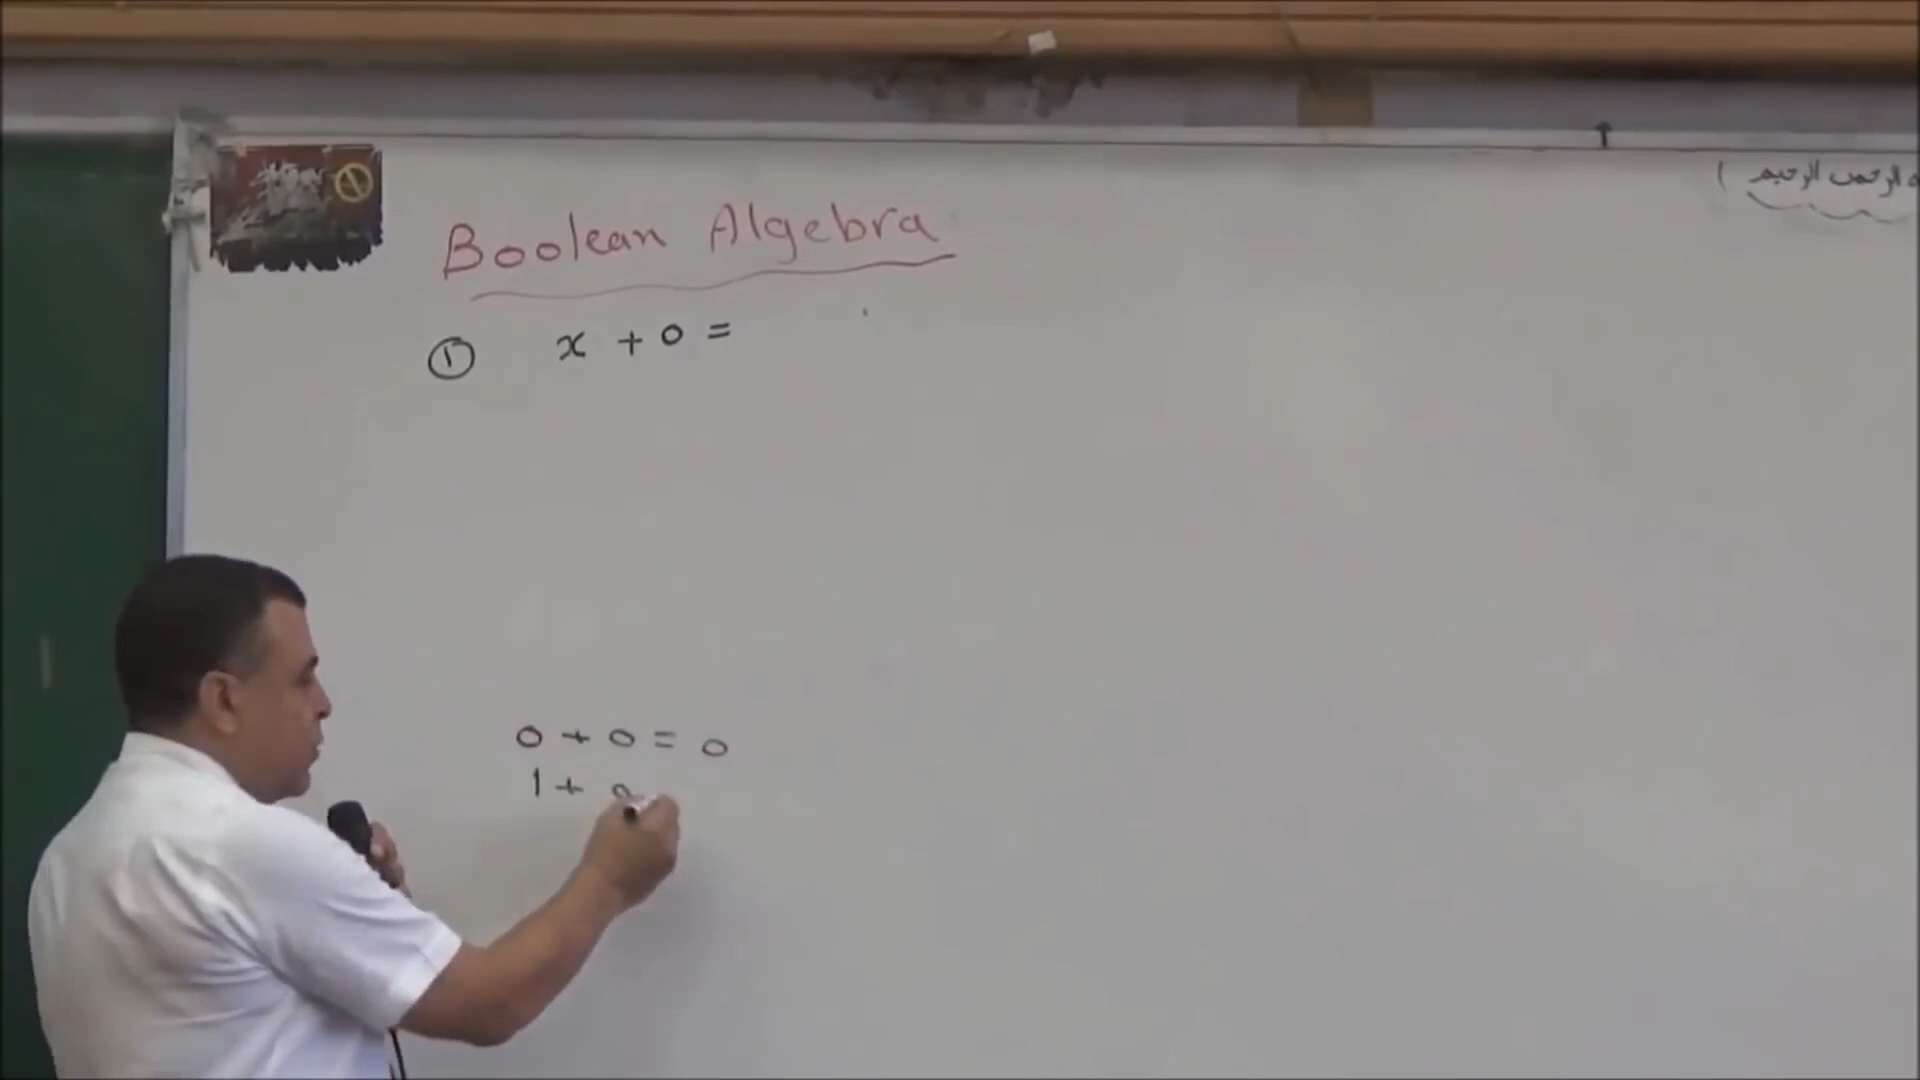 الرحمن الرحيم )
Boolean Algebra
① x + 0 =
0 + 0 = 0
1 + 0